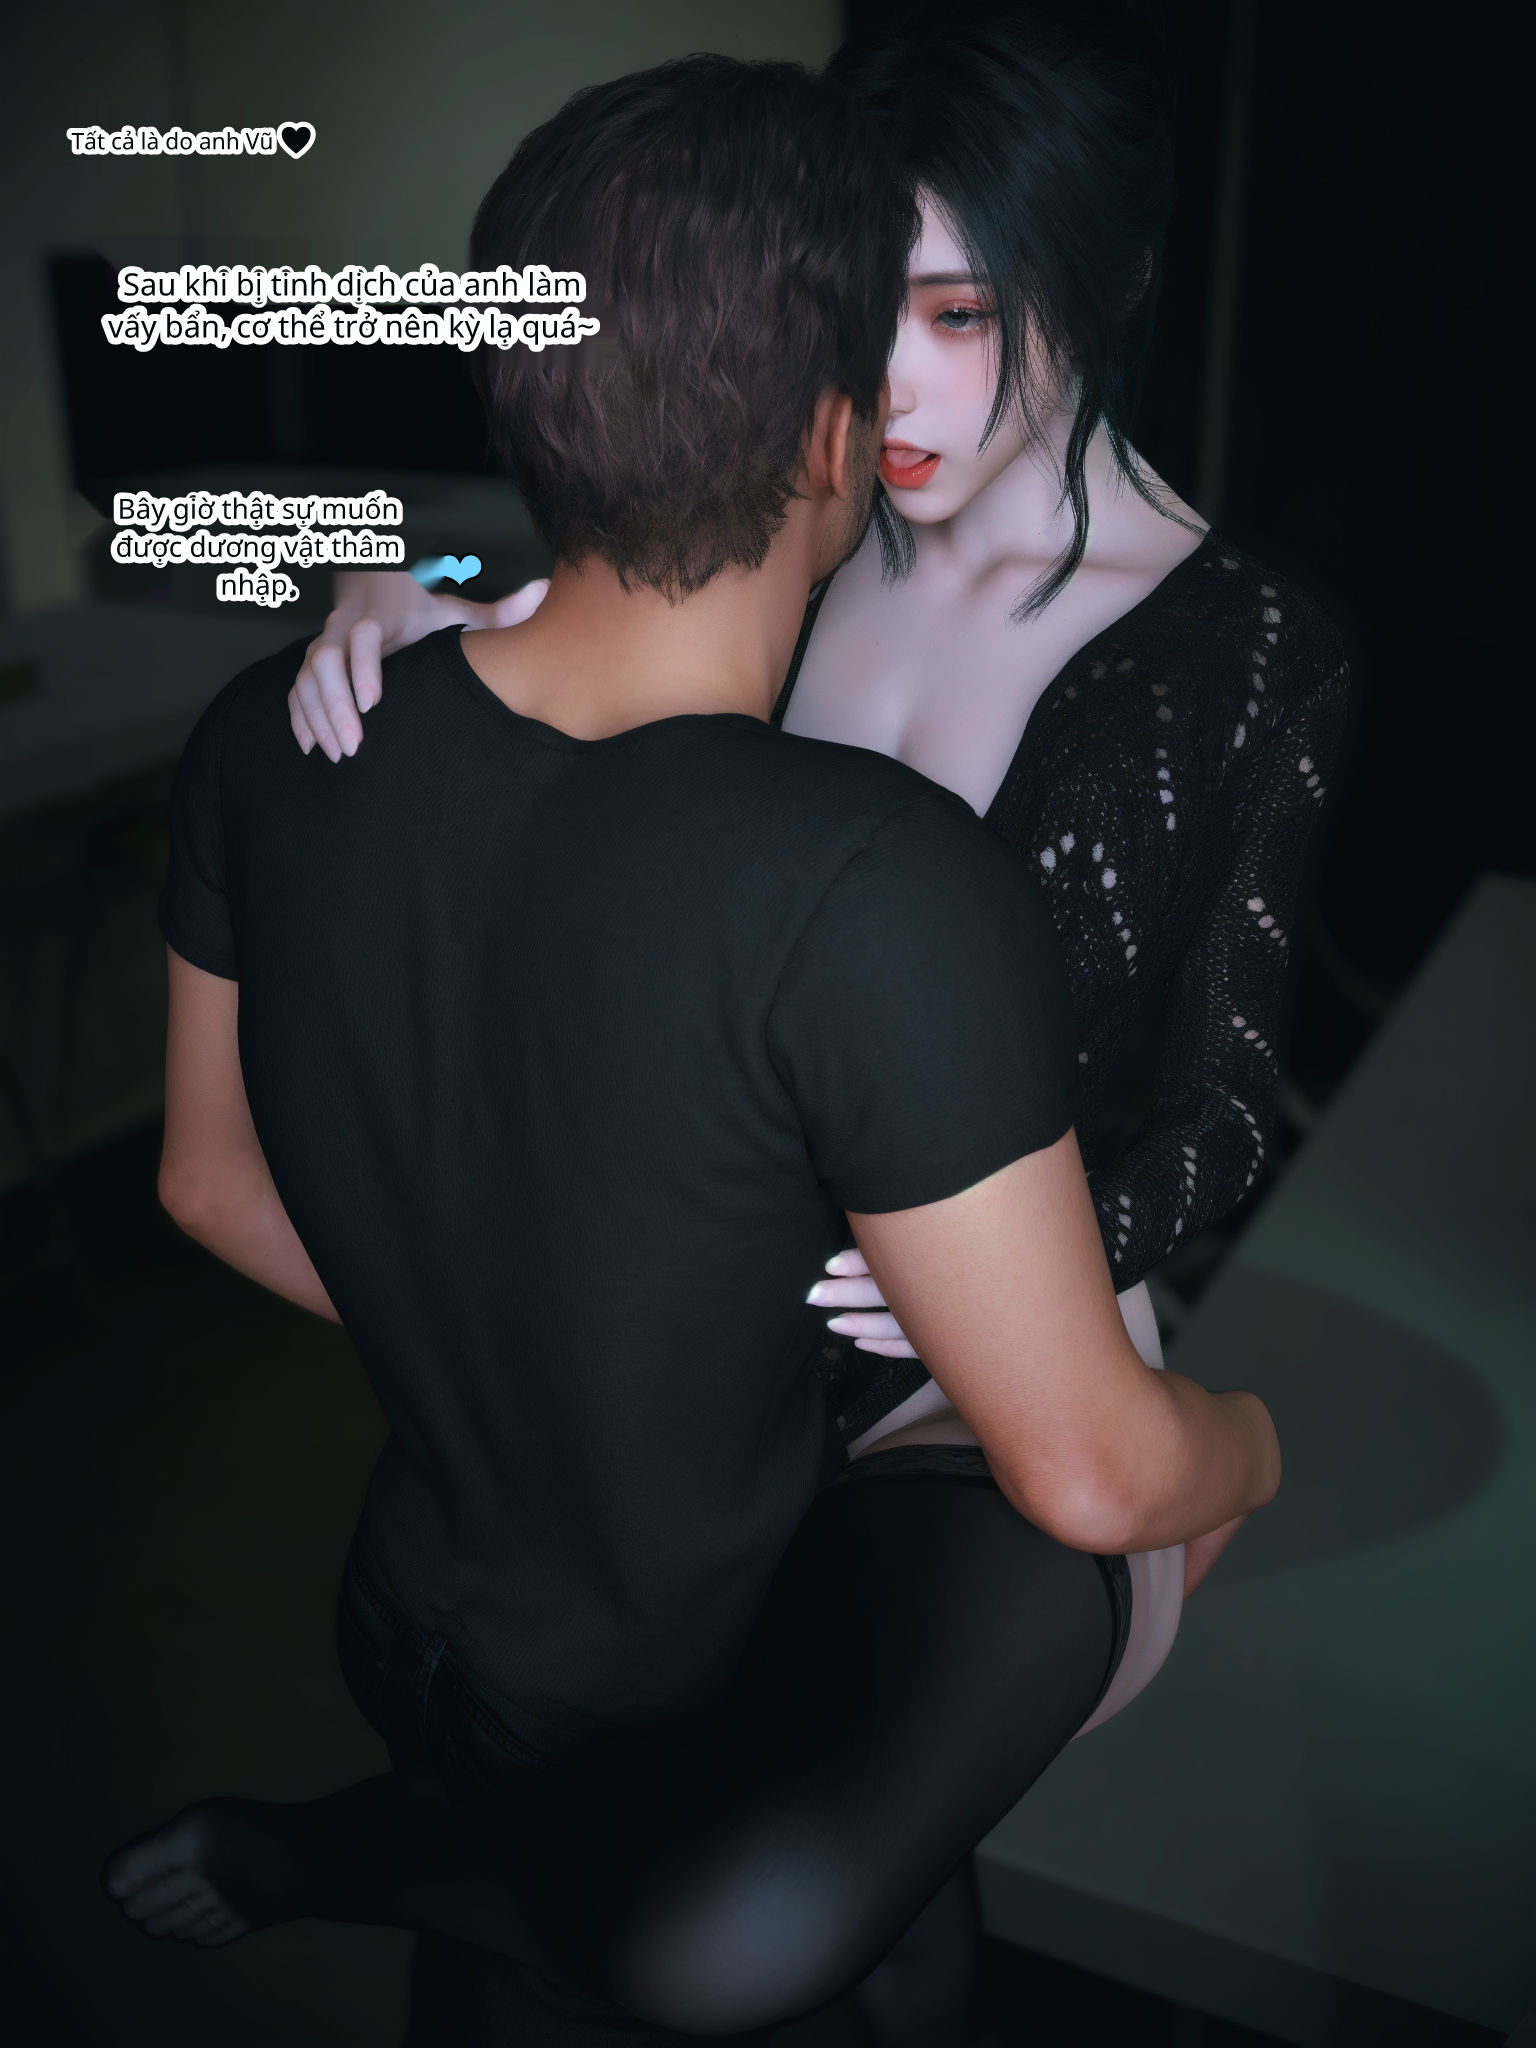 Tất cả là do anh Vũ🖤
Sau khi bị tinh dịch của anh làm
vấy bẩn, cơ thể trở nên kỳ lạ quá~
Bây giờ thật sự muốn
được dương vật thâm
nhập.